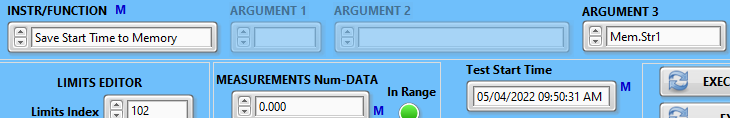 INSTR/FUNCTION M ARGUMENT 1 ARGUMENT 2 ARGUMENT 3
Save Start Time to Memory Mem.Str1
LIMITS EDITOR MEASUREMENTS Num-DATA In Range Test Start Time
Limits Index 102 0.000 M 05/04/2022 09:50:31 AM M EXEC